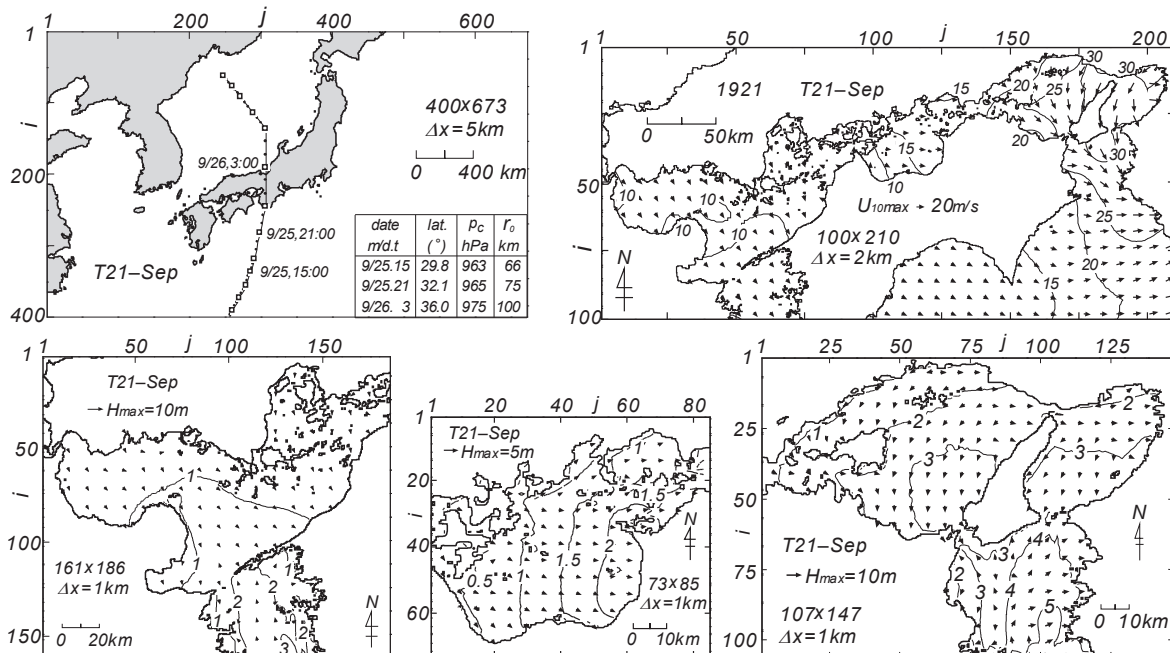 1 200 j 400 600
1
i
200
400
400x673
Δx=5km
0 400 km
9/26,3:00
9/25,21:00
9/25,15:00
T21–Sep
date lat. pc r0
m/d.t (°) hPa km
9/25.15 29.8 963 66
9/25.21 32.1 965 75
9/26. 3 36.0 975 100
1 50 100 j 150 200
1
50
i
100
1921 T21–Sep
0 50km
U10max → 20m/s
100x210
Δx=2km
N
10 10 10 10 10 15 15 20 25 30 30 20 30 25 20 15
1 50 j 100 150
1
50
i
100
150
T21–Sep
→ Hmax=10m
161x186
Δx=1km
0 20km
N
1 1 1 2 2 1 2 3
1 20 40 j 60 80
1
20
i
40
60
T21–Sep
→ Hmax=5m
73x85
Δx=1km
0 10km
N
0.5 1 1.5 2 1 1.5 2
1 25 50 75 j 100 125
1
25
i
50
75
100
T21–Sep
→ Hmax=10m
107x147
Δx=1km
0 10km
N
1 2 2 3 3 2 3 3 4 4 5